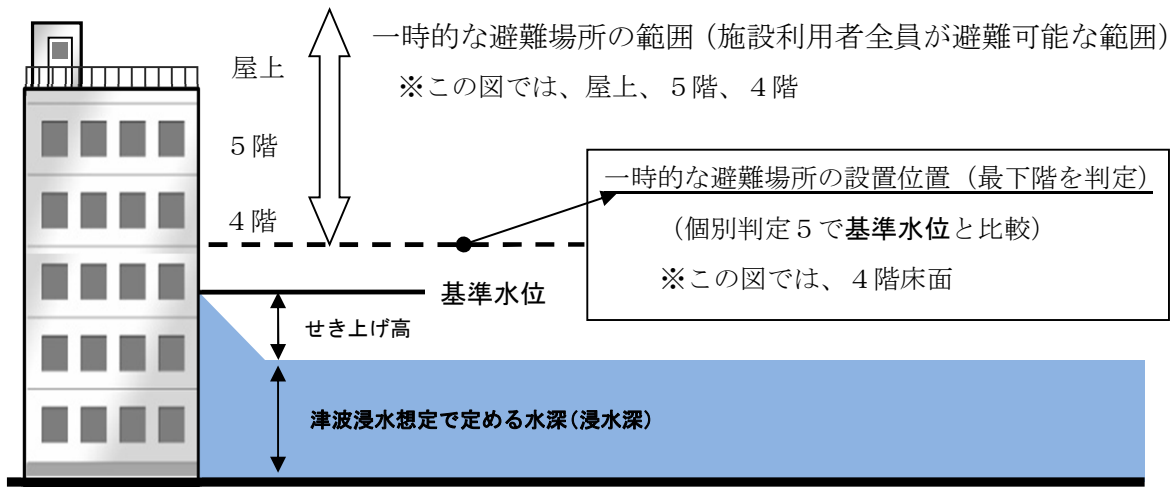 一時的な避難場所の範囲（施設利用者全員が避難可能な範囲）
※この図では、屋上、５階、４階
屋上
５階
４階
一時的な避難場所の設置位置（最下階を判定）
（個別判定５で基準水位と比較）
※この図では、４階床面
基準水位
せき上げ高
津波浸水想定で定める水深（浸水深）